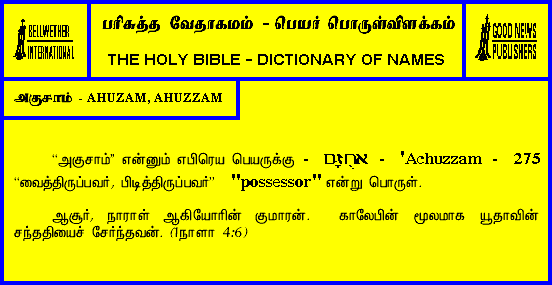 BELLWETHER
INTERNATIONAL
பரிசுத்த வேதாகமம் - பெயர் பொருள்விளக்கம்
THE HOLY BIBLE - DICTIONARY OF NAMES
GOOD NEWS
PUBLISHERS
அகுசாம் - AHUZAM, AHUZZAM
“அகுசாம்” என்னும் எபிரெய பெயருக்கு - אֲחֻזָּם - 'Achuzzam - 275
“வைத்திருப்பவர், பிடித்திருப்பவர்” "possessor" என்று பொருள்.
ஆசூர், நாராள் ஆகியோரின் குமாரன். காலேபின் மூலமாக யூதாவின்
சந்ததியைச் சேர்ந்தவன். (1நாளா 4:6)